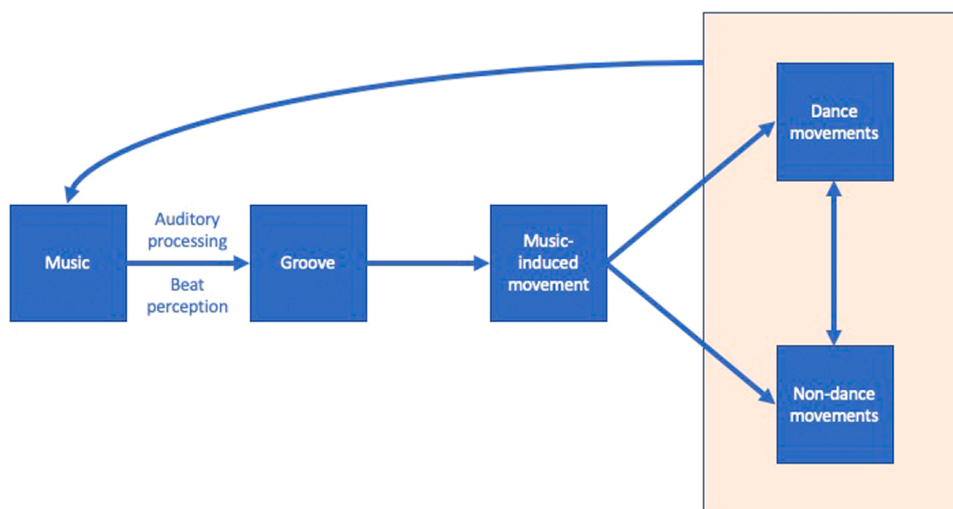 Dance
movements
Music
Auditory
processing
Beat
perception
Groove
Music-
induced
movement
Non-dance
movements